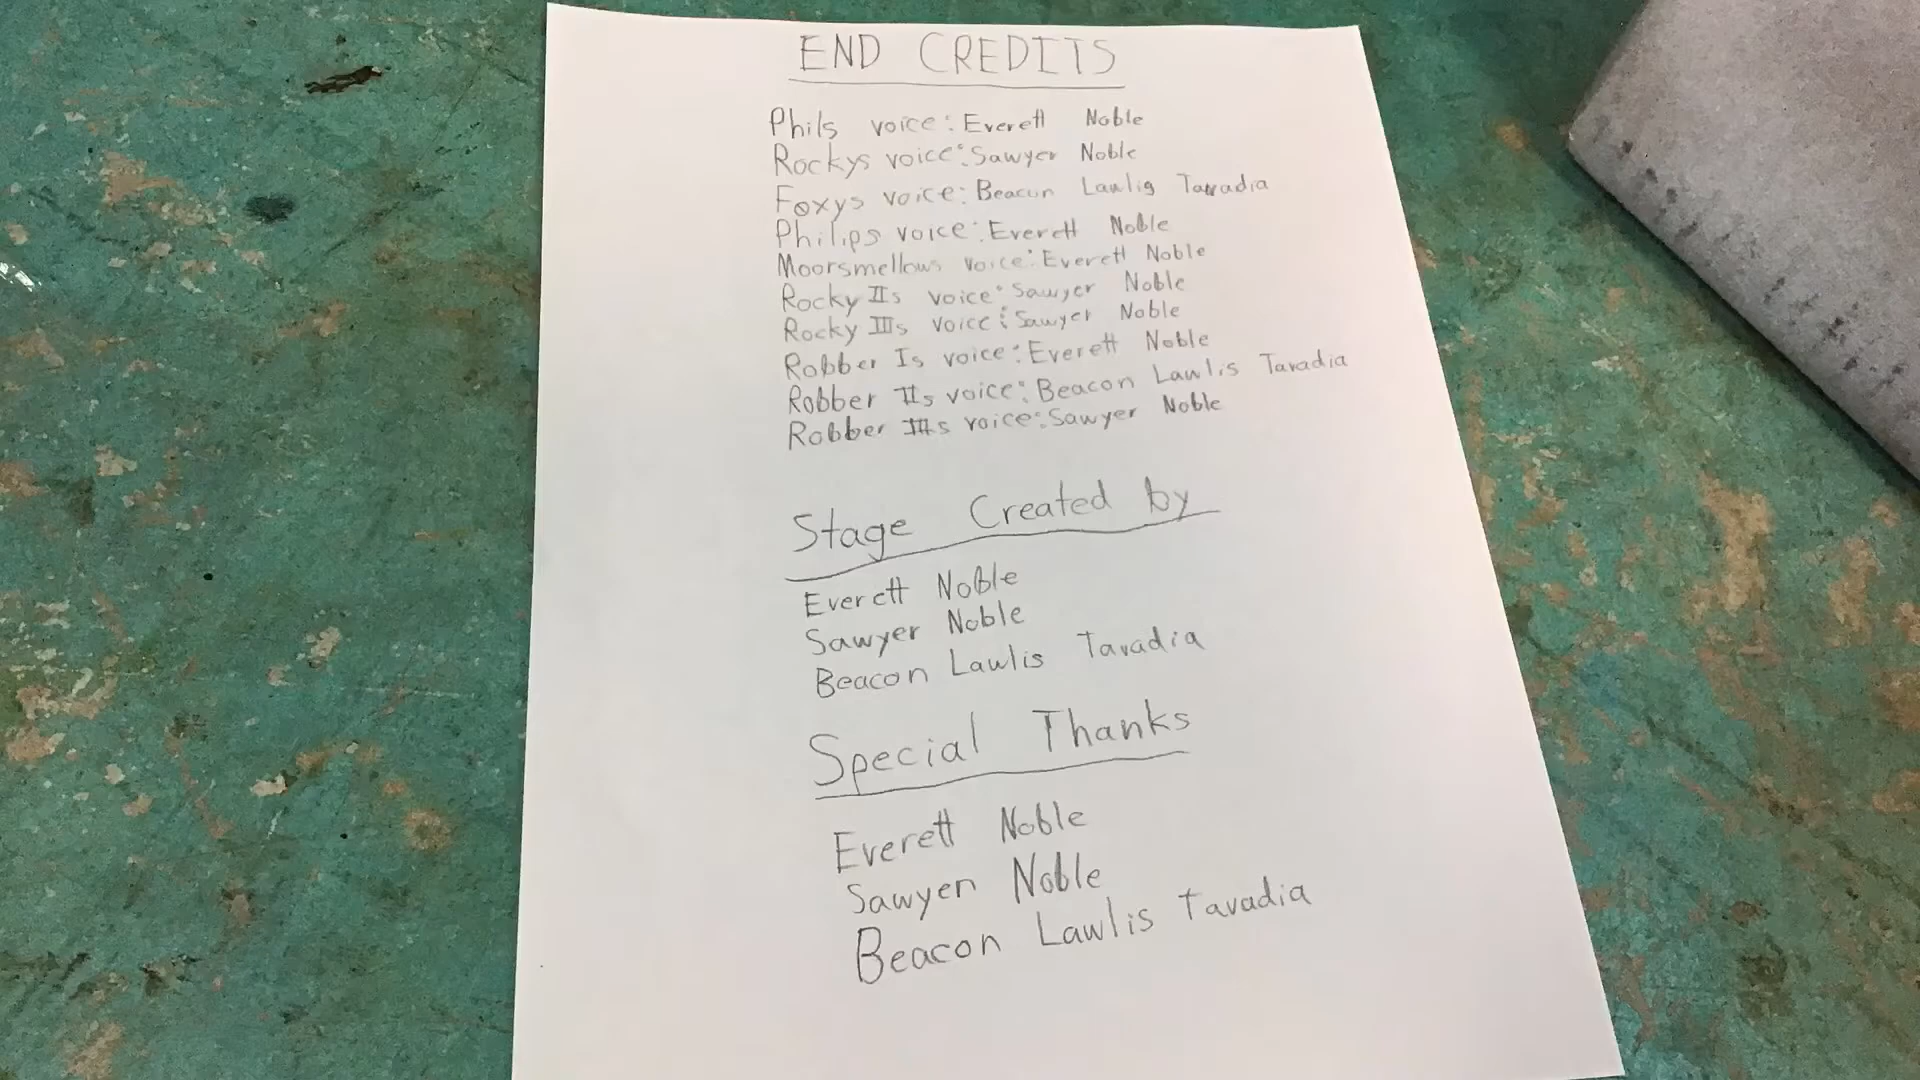 END CREDITS
Phils voice: Everett Noble
Rockys voice: Sawyer Noble
Foxys voice: Beacon Lawlis Tavadia
Philips voice: Everett Noble
Moorsmellows voice: Everett Noble
Rocky IIs voice: Sawyer Noble
Rocky IIIs voice: Sawyer Noble
Robber Is voice: Everett Noble
Robber IIs voice: Beacon Lawlis Tavadia
Robber IIIs voice: Sawyer Noble
Stage Created by
Everett Noble
Sawyer Noble
Beacon Lawlis Tavadia
Special Thanks
Everett Noble
Sawyer Noble
Beacon Lawlis Tavadia